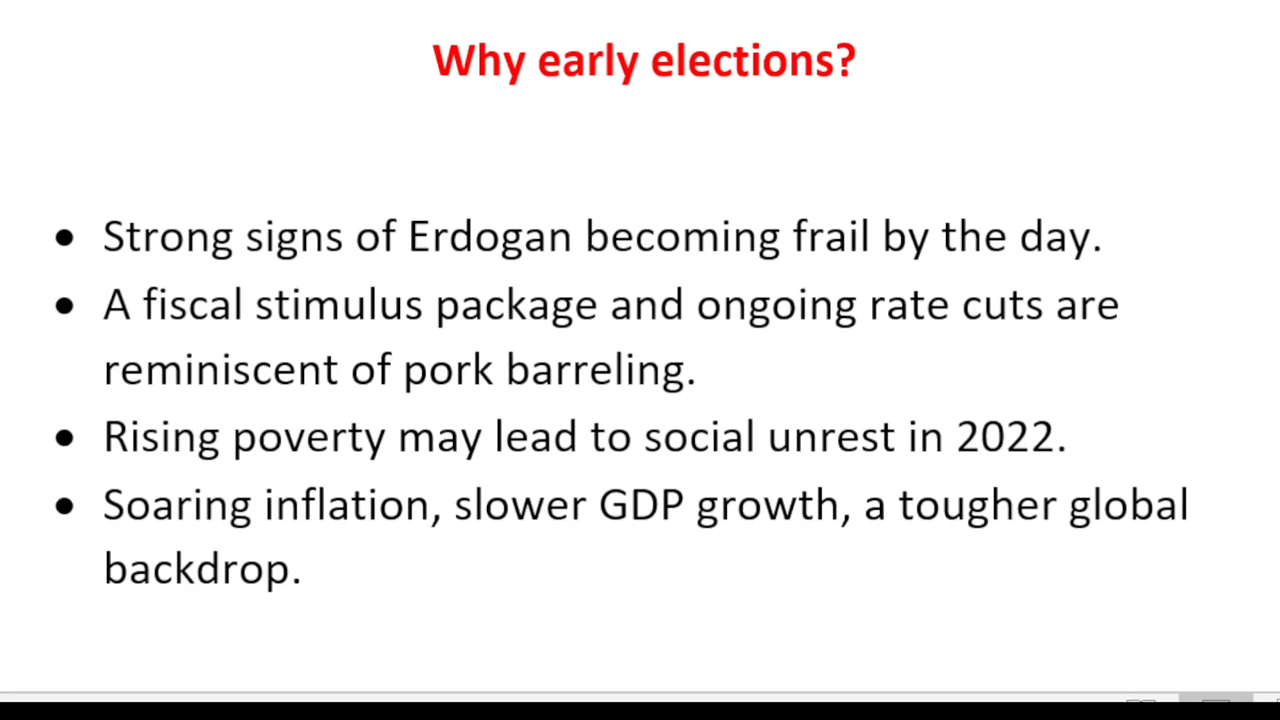 Why early elections?
• Strong signs of Erdogan becoming frail by the day.
• A fiscal stimulus package and ongoing rate cuts are
reminiscent of pork barreling.
• Rising poverty may lead to social unrest in 2022.
• Soaring inflation, slower GDP growth, a tougher global
backdrop.